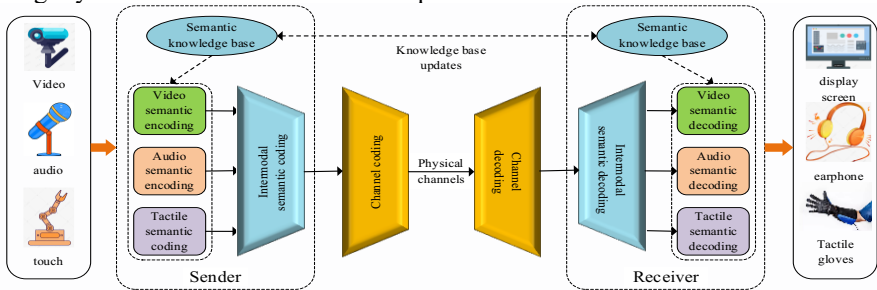 Semantic
knowledge base
Knowledge base
updates
Semantic
knowledge base
Video
audio
touch
Video
semantic
encoding
Audio
semantic
encoding
Tactile
semantic
coding
Intermodal
semantic coding
Channel coding
Physical
channels
Channel
decoding
Intermodal
semantic decoding
Video
semantic
decoding
Audio
semantic
decoding
Tactile
semantic
decoding
display
screen
earphone
Tactile
gloves
Sender
Receiver